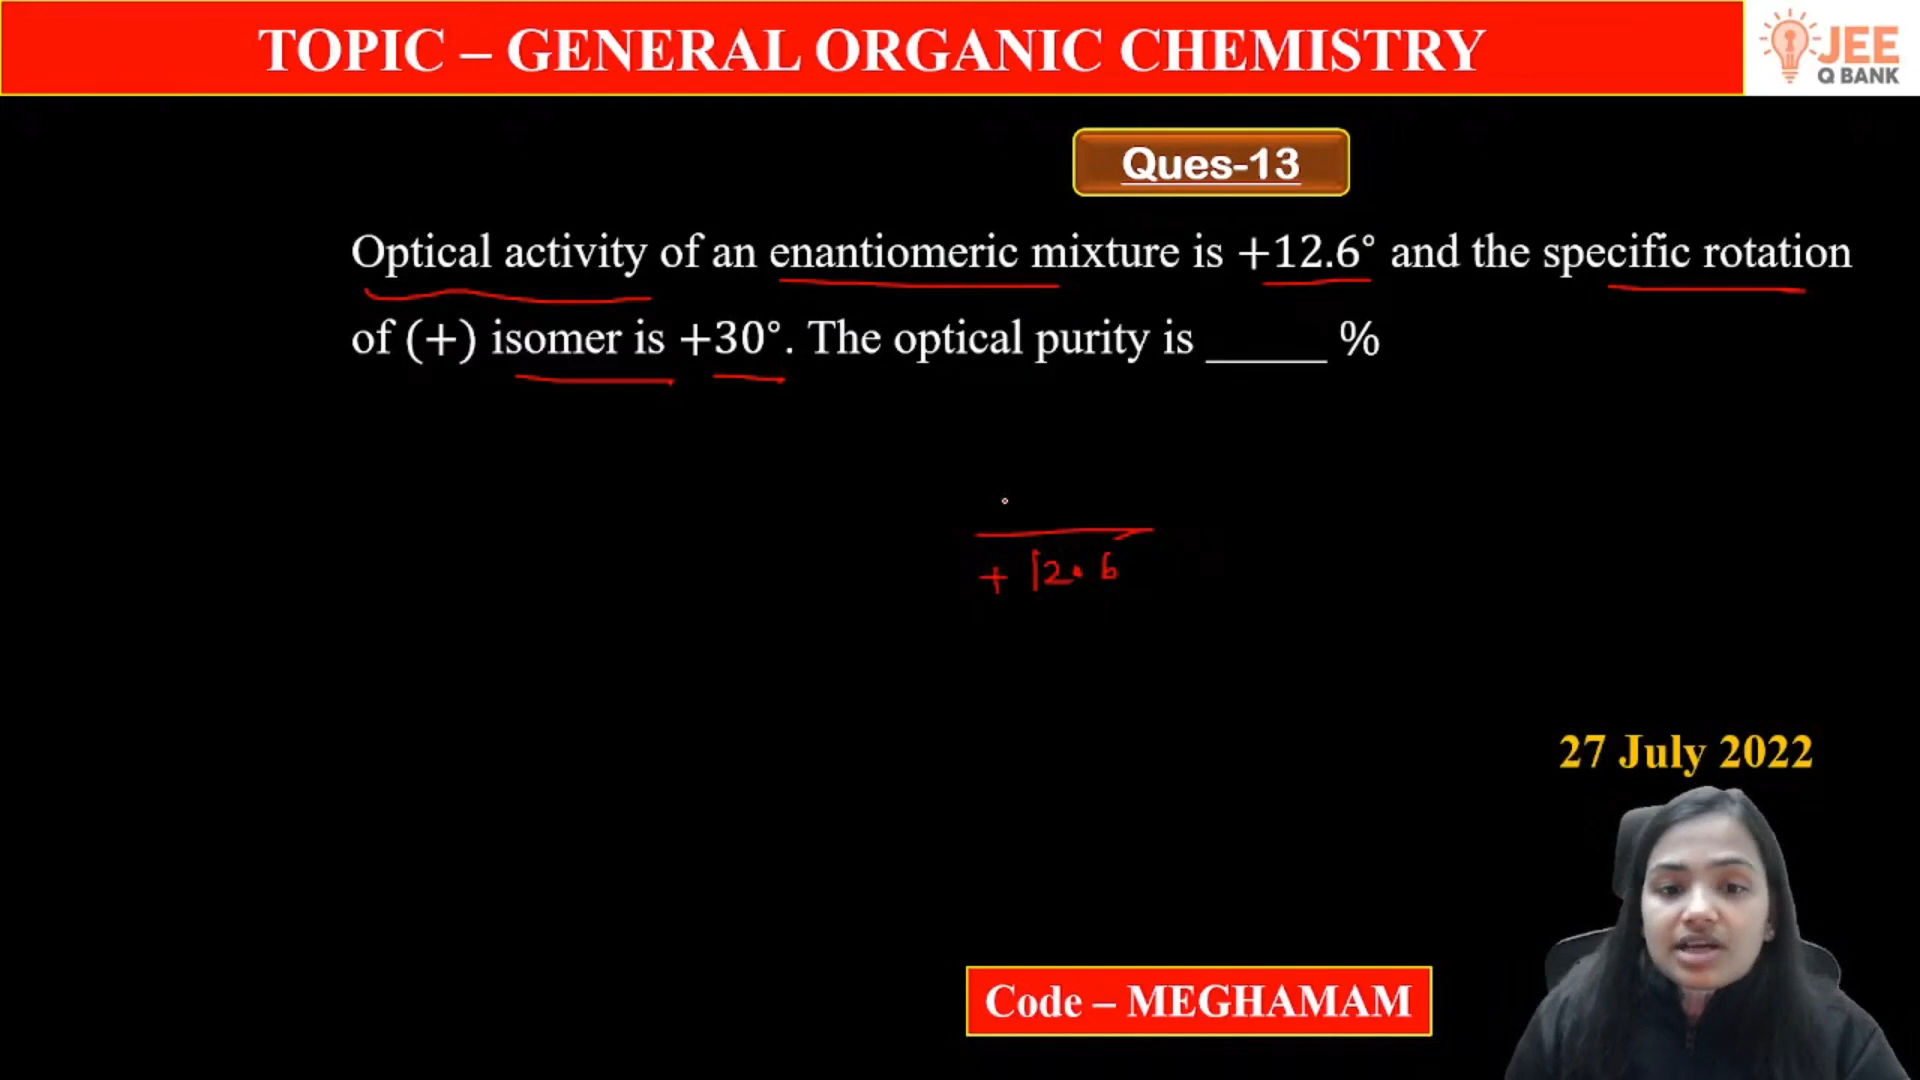 TOPIC – GENERAL ORGANIC CHEMISTRY
JEE
Q BANK
Ques-13
Optical activity of an enantiomeric mixture is +12.6° and the specific rotation
of (+) isomer is +30°. The optical purity is _____ %
+ 12.6
27 July 2022
Code – MEGHAMAM